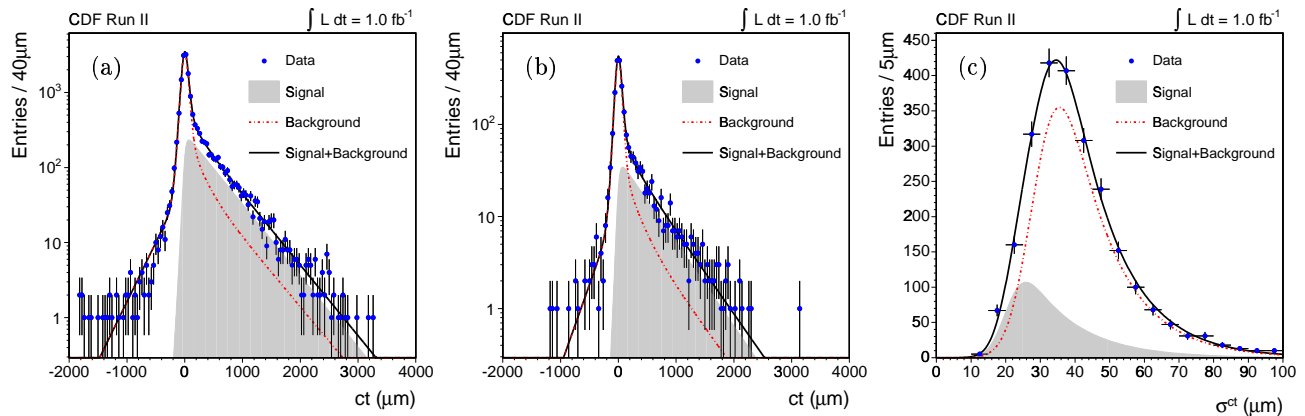 CDF Run II ∫ L dt = 1.0 fb⁻¹
(a)
Data
Signal
Background
Signal+Background
Entries / 40μm
10³
10²
10
1
-2000 -1000 0 1000 2000 3000 4000
ct (μm)
CDF Run II ∫ L dt = 1.0 fb⁻¹
(b)
Data
Signal
Background
Signal+Background
Entries / 40μm
10²
10
1
-2000 -1000 0 1000 2000 3000 4000
ct (μm)
CDF Run II ∫ L dt = 1.0 fb⁻¹
(c)
Data
Signal
Background
Signal+Background
Entries / 5μm
450
400
350
300
250
200
150
100
50
0
0 10 20 30 40 50 60 70 80 90 100
σᶜᵗ (μm)